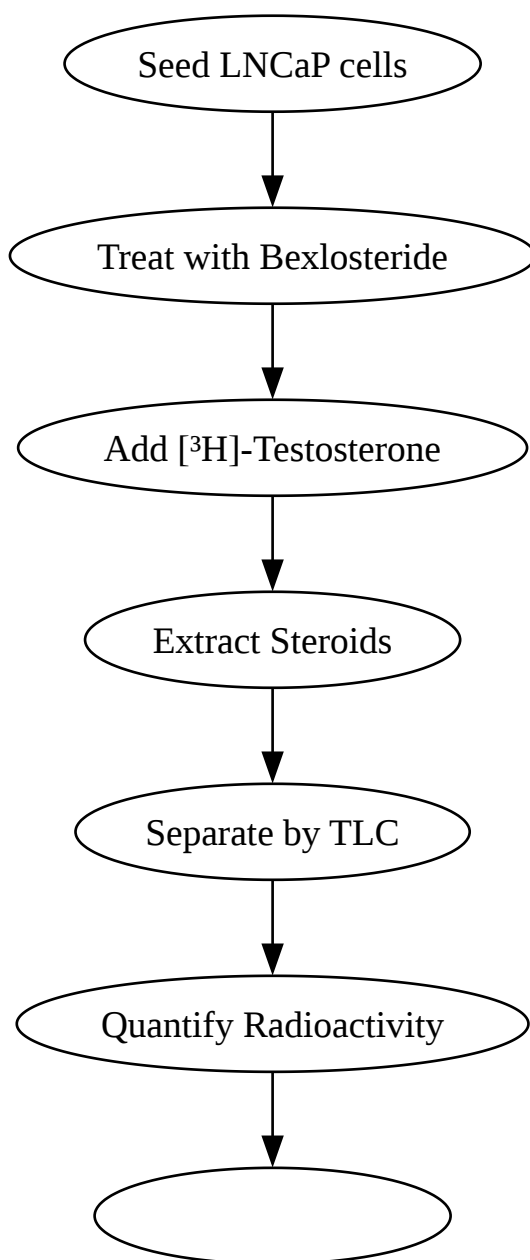 Seed LNCaP cells
Treat with Bexlosteride
Add [³H]-Testosterone
Extract Steroids
Separate by TLC
Quantify Radioactivity